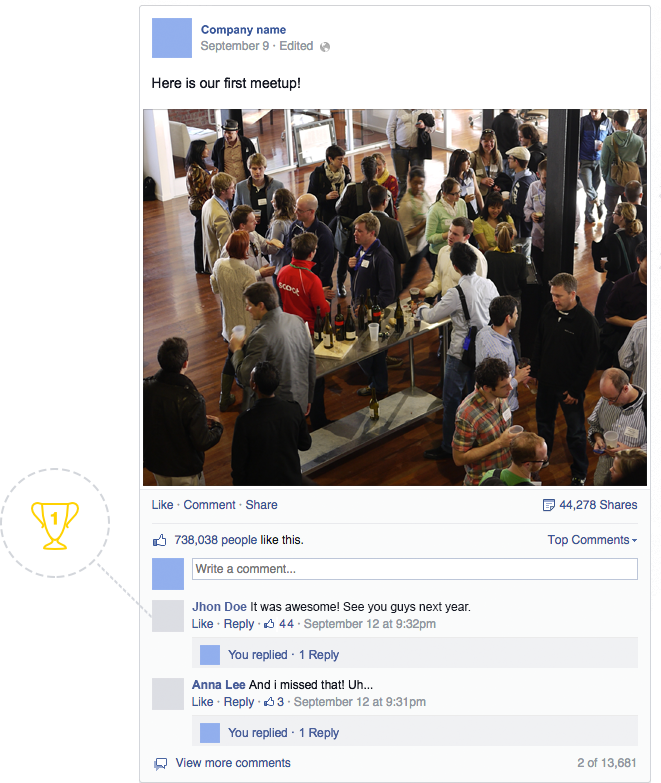 Company name
September 9 · Edited
Here is our first meetup!
Like · Comment · Share
44,278 Shares
1
738,038 people like this.
Top Comments
Write a comment...
Jhon Doe It was awesome! See you guys next year.
Like · Reply · 44 · September 12 at 9:32pm
You replied · 1 Reply
Anna Lee And i missed that! Uh...
Like · Reply · 3 · September 12 at 9:31pm
You replied · 1 Reply
View more comments
2 of 13,681